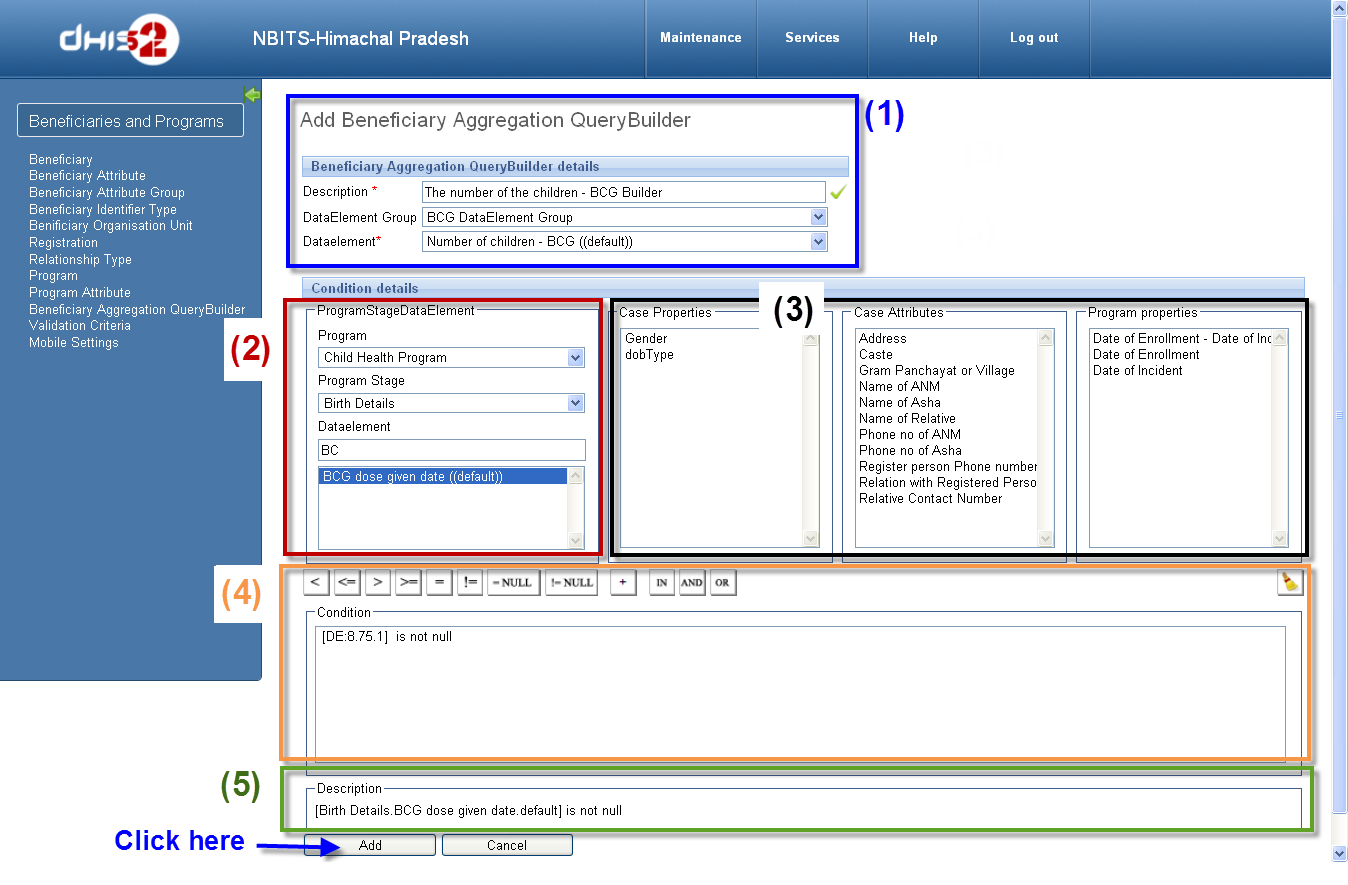 dHIS2
NBITS-Himachal Pradesh
Maintenance
Services
Help
Log out
Beneficiaries and Programs
Beneficiary
Beneficiary Attribute
Beneficiary Attribute Group
Beneficiary Identifier Type
Benificiary Organisation Unit
Registration
Relationship Type
Program
Program Attribute
Beneficiary Aggregation QueryBuilder
Validation Criteria
Mobile Settings
(1)
Add Beneficiary Aggregation QueryBuilder
Beneficiary Aggregation QueryBuilder details
Description * The number of the children - BCG Builder
DataElement Group BCG DataElement Group
Dataelement* Number of children - BCG ((default))
Condition details
(2)
ProgramStageDataElement
Program
Child Health Program
Program Stage
Birth Details
Dataelement
BC
BCG dose given date ((default))
(3)
Case Properties
Gender
dobType
Case Attributes
Address
Caste
Gram Panchayat or Village
Name of ANM
Name of Asha
Name of Relative
Phone no of ANM
Phone no of Asha
Register person Phone number
Relation with Registered Perso
Relative Contact Number
Program properties
Date of Enrollment - Date of Inc
Date of Enrollment
Date of Incident
(4)
< <= > >= = != = NULL != NULL + IN AND OR
Condition
[DE:8.75.1] is not null
(5)
Description
[Birth Details.BCG dose given date.default] is not null
Click here
Add
Cancel